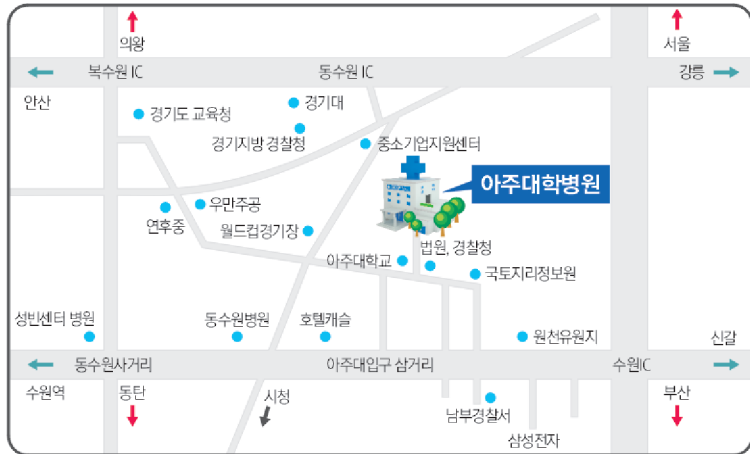 의왕
서울
복수원 IC
동수원 IC
강릉
안산
경기도 교육청
경기대
경기지방 경찰청
중소기업지원센터
아주대학병원
우만주공
연후중
월드컵경기장
법원, 경찰청
아주대학교
국토지리정보원
성빈센터 병원
동수원병원
호텔캐슬
원천유원지
신갈
동수원사거리
아주대입구 삼거리
수원IC
수원역
동탄
시청
부산
남부경찰서
삼성전자